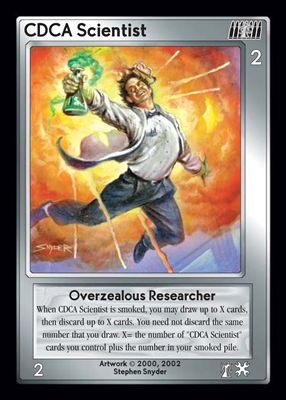 CDCA Scientist
2
SNYDER
Overzealous Researcher
When CDCA Scientist is smoked, you may draw up to X cards,
then discard up to X cards. You need not discard the same
number that you draw. X= the number of "CDCA Scientist"
cards you control plus the number in your smoked pile.
Artwork © 2000, 2002
Stephen Snyder
2